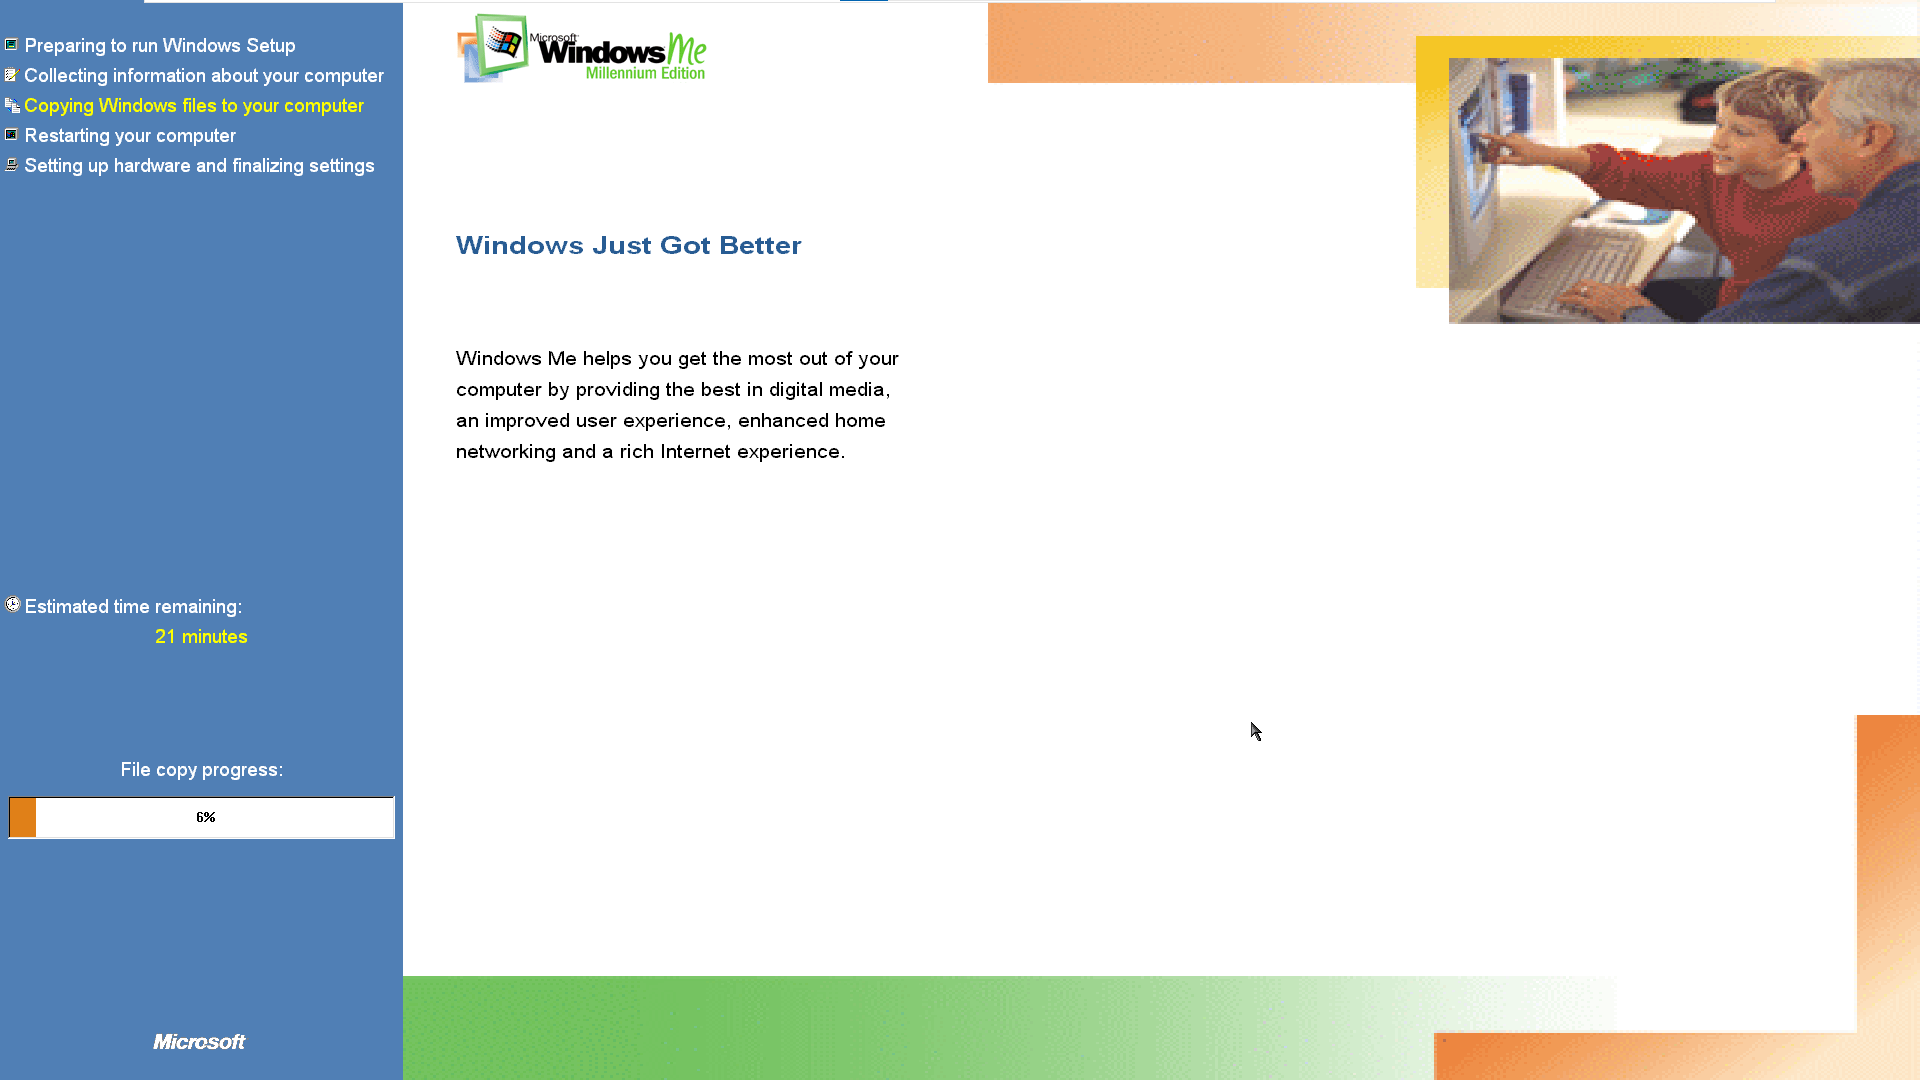 Preparing to run Windows Setup
Collecting information about your computer
Copying Windows files to your computer
Restarting your computer
Setting up hardware and finalizing settings
Estimated time remaining:
21 minutes
File copy progress:
6%
Microsoft
Microsoft
Windows Me
Millennium Edition
Windows Just Got Better
Windows Me helps you get the most out of your
computer by providing the best in digital media,
an improved user experience, enhanced home
networking and a rich Internet experience.